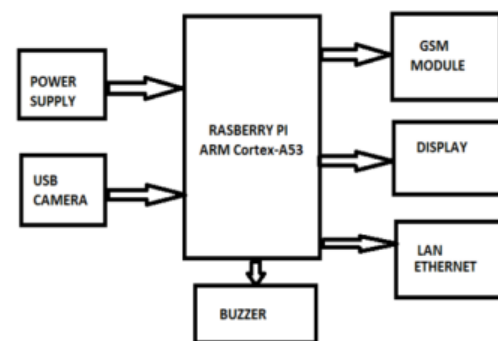 POWER
SUPPLY
USB
CAMERA
RASBERRY PI
ARM Cortex-A53
GSM
MODULE
DISPLAY
LAN
ETHERNET
BUZZER